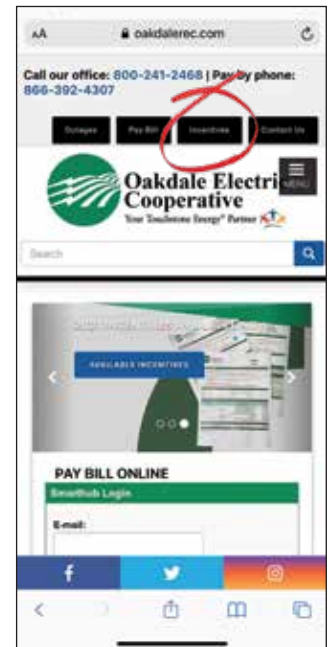 AA oakdalerec.com
Call our office: 800-241-2468 | Pay by phone:
866-392-4307
Outages Pay Bill Incentives Contact Us
MENU
Oakdale Electri
Cooperative
Your Touchstone Energy® Partner
Search
AVAILABLE INCENTIVES
PAY BILL ONLINE
Smarthub Login
E-mail: